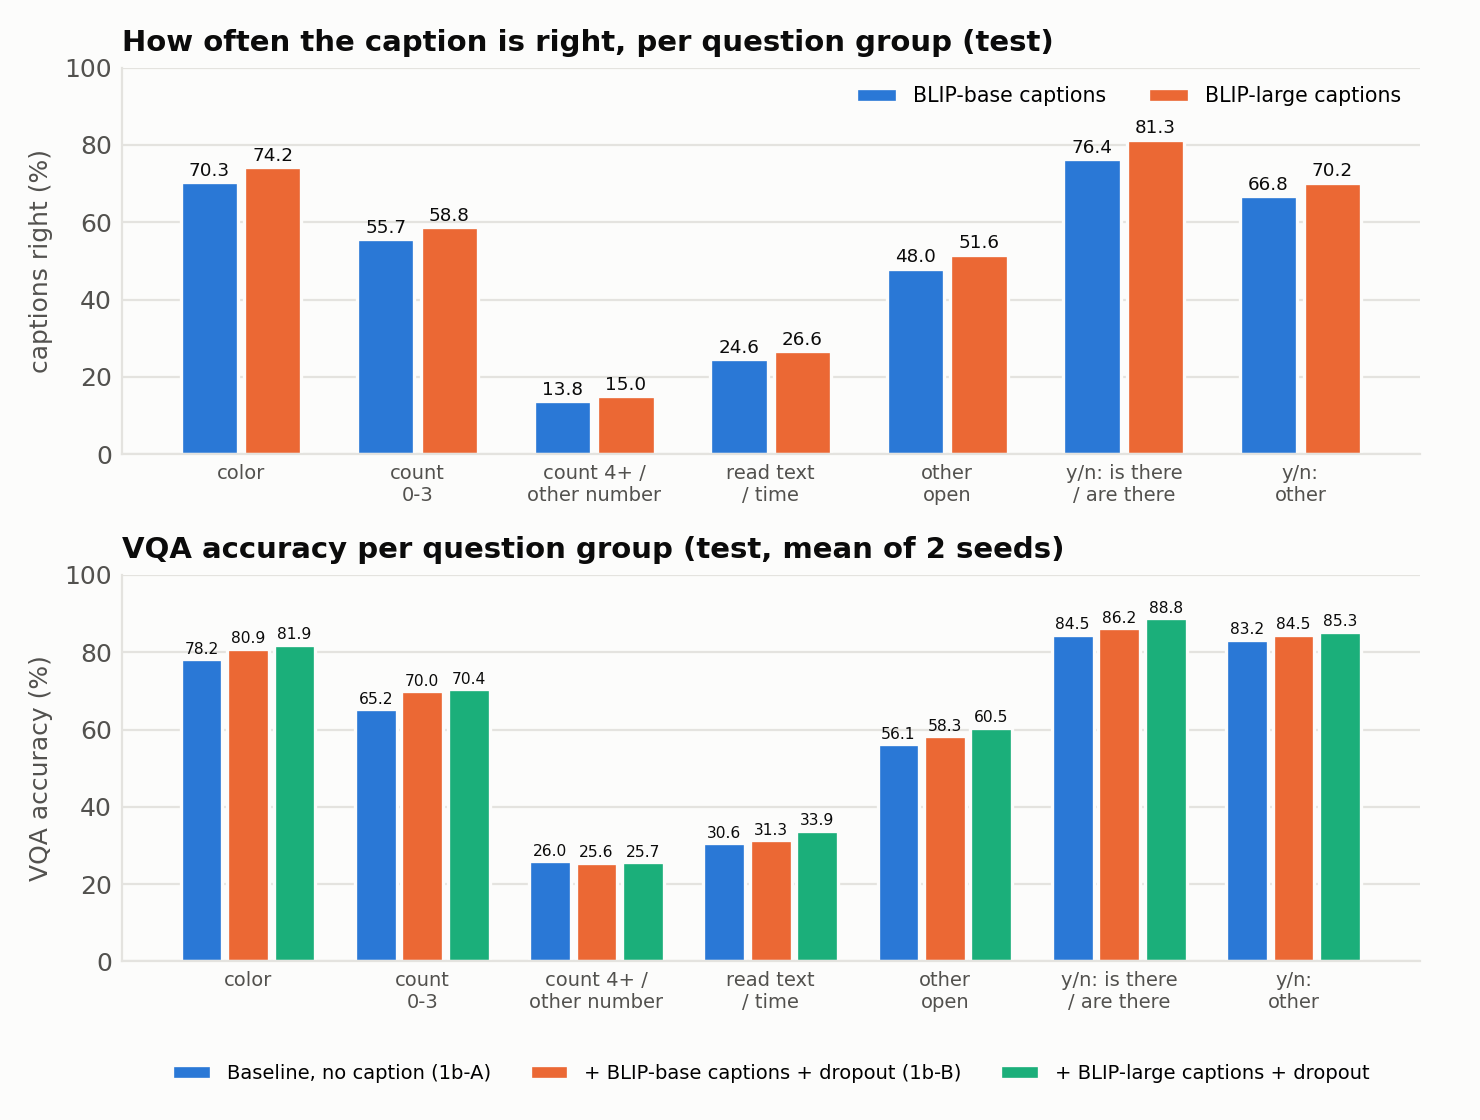 How often the caption is right, per question group (test)
BLIP-base captions BLIP-large captions
captions right (%)
100
80
60
40
20
0
70.3 74.2 55.7 58.8 13.8 15.0 24.6 26.6 48.0 51.6 76.4 81.3 66.8 70.2
color
count
0-3
count 4+ /
other number
read text
/ time
other
open
y/n: is there
/ are there
y/n:
other
VQA accuracy per question group (test, mean of 2 seeds)
VQA accuracy (%)
100
80
60
40
20
0
78.2 80.9 81.9 65.2 70.0 70.4 26.0 25.6 25.7 30.6 31.3 33.9 56.1 58.3 60.5 84.5 86.2 88.8 83.2 84.5 85.3
color
count
0-3
count 4+ /
other number
read text
/ time
other
open
y/n: is there
/ are there
y/n:
other
Baseline, no caption (1b-A) + BLIP-base captions + dropout (1b-B) + BLIP-large captions + dropout